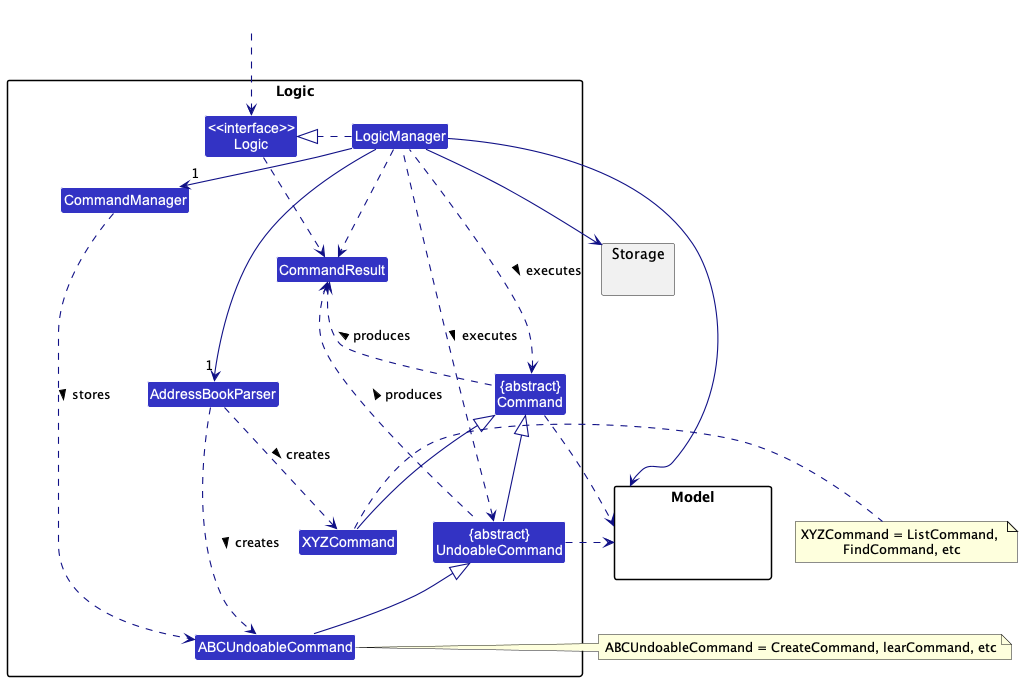 Logic
<<interface>>
Logic
LogicManager
1
CommandManager
Storage
CommandResult
executes
produces
executes
1
AddressBookParser
stores
produces
{abstract}
Command
creates
Model
XYZCommand
{abstract}
UndoableCommand
creates
XYZCommand = ListCommand,
FindCommand, etc
ABCUndoableCommand
ABCUndoableCommand = CreateCommand, learCommand, etc